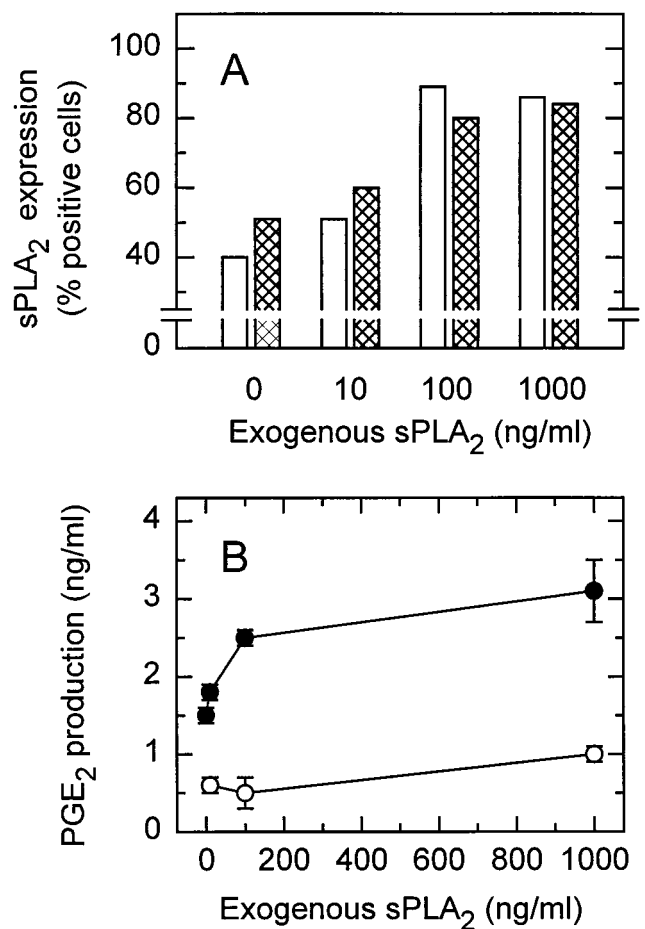 A
sPLA₂ expression
(% positive cells)
100
80
60
40
0
0 10 100 1000
Exogenous sPLA₂ (ng/ml)
B
PGE₂ production (ng/ml)
4
3
2
1
0
0 200 400 600 800 1000
Exogenous sPLA₂ (ng/ml)